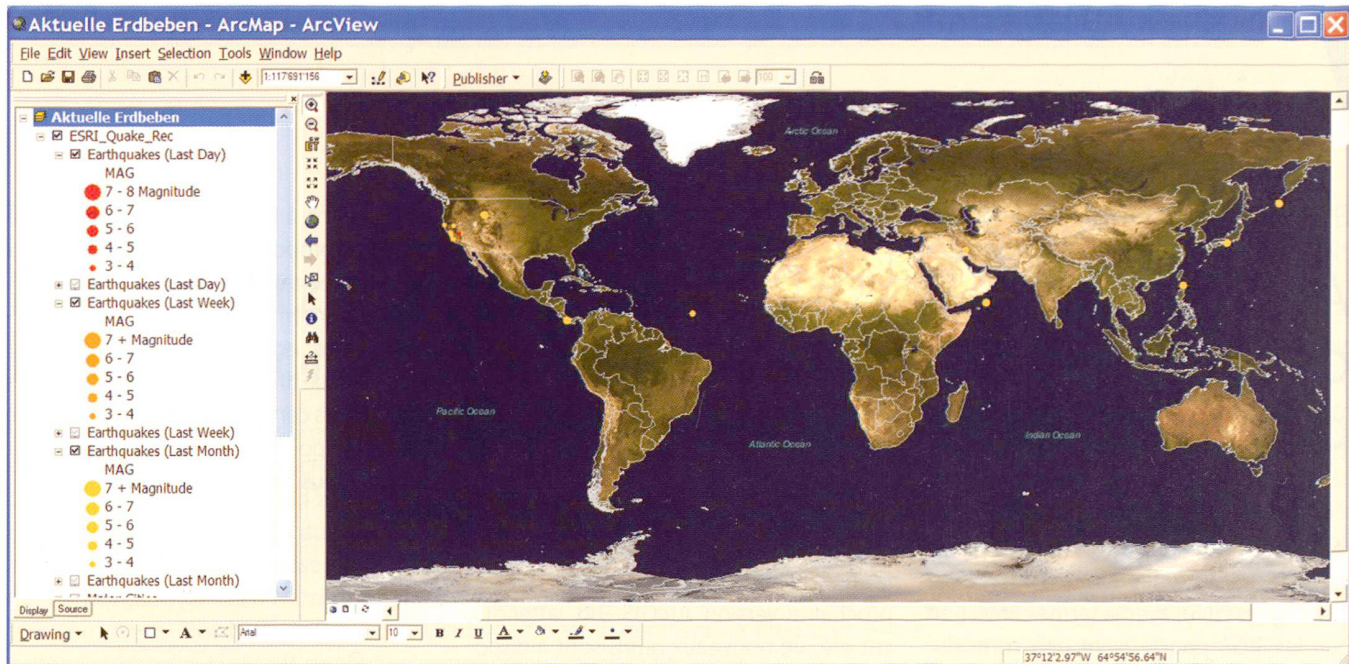 Aktuelle Erdbeben - ArcMap - ArcView
File Edit View Insert Selection Tools Window Help
1:117'691'156
Publisher
100
Aktuelle Erdbeben
ESRI_Quake_Rec
Earthquakes (Last Day)
MAG
7 - 8 Magnitude
6 - 7
5 - 6
4 - 5
3 - 4
Earthquakes (Last Day)
Earthquakes (Last Week)
MAG
7 + Magnitude
6 - 7
5 - 6
4 - 5
3 - 4
Earthquakes (Last Week)
Earthquakes (Last Month)
MAG
7 + Magnitude
6 - 7
5 - 6
4 - 5
3 - 4
Earthquakes (Last Month)
Major Cities
Display Source
Arctic Ocean
Pacific Ocean
Atlantic Ocean
Indian Ocean
Drawing A Arial 10 B I U A
37°12'2.97"W 64°54'56.64"N